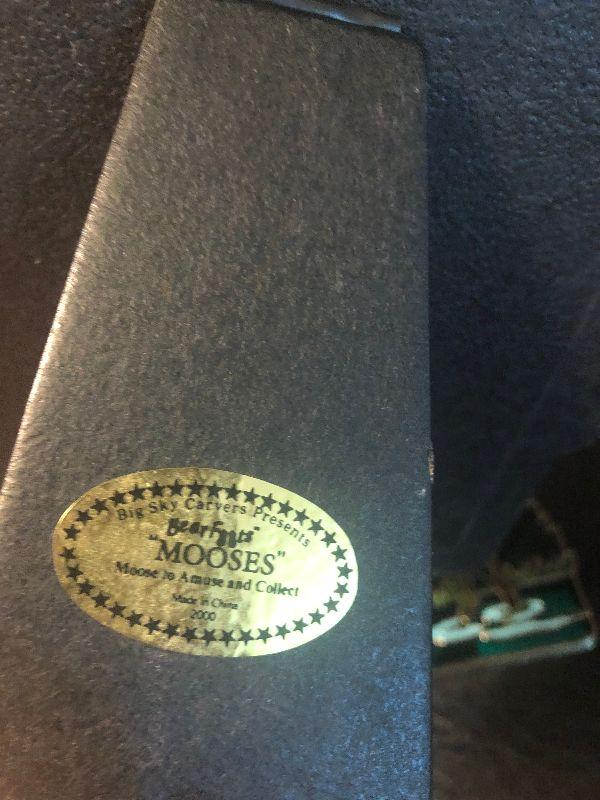 Big Sky Carvers Presents
Bearfoots
"MOOSES"
Moose to Amuse and Collect
Made in China
2000